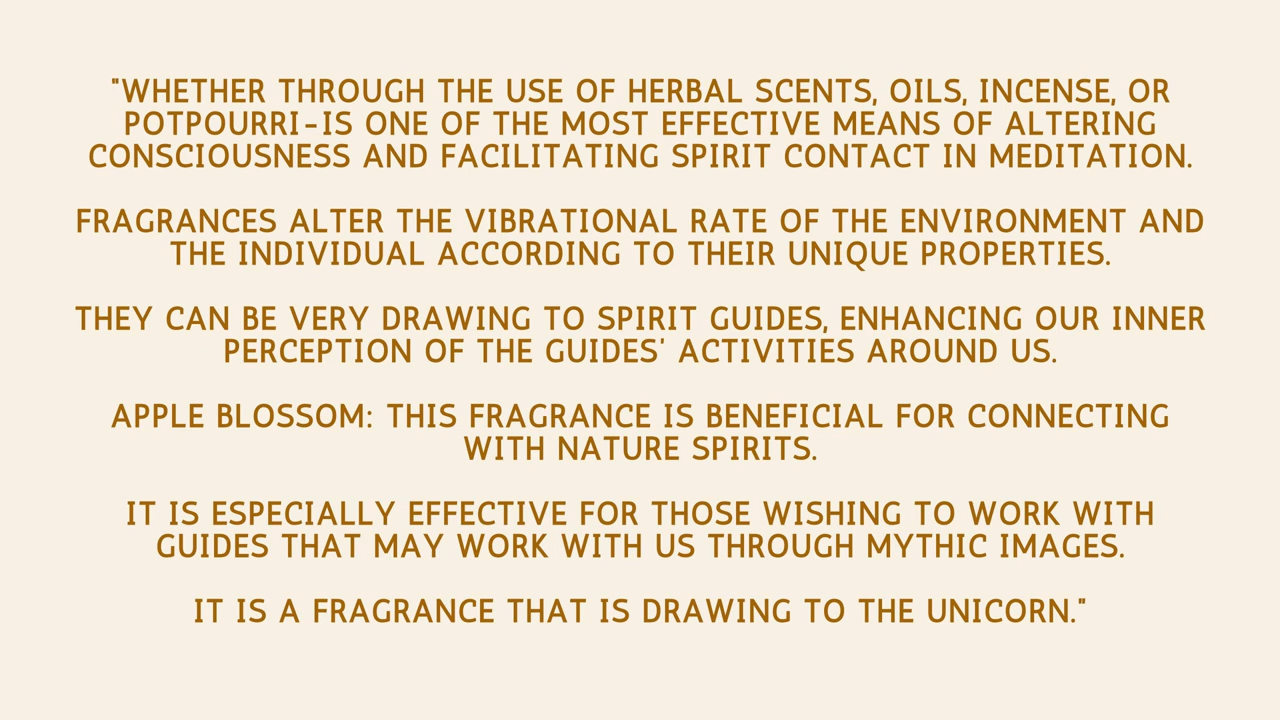 "WHETHER THROUGH THE USE OF HERBAL SCENTS, OILS, INCENSE, OR
POTPOURRI-IS ONE OF THE MOST EFFECTIVE MEANS OF ALTERING
CONSCIOUSNESS AND FACILITATING SPIRIT CONTACT IN MEDITATION.
FRAGRANCES ALTER THE VIBRATIONAL RATE OF THE ENVIRONMENT AND
THE INDIVIDUAL ACCORDING TO THEIR UNIQUE PROPERTIES.
THEY CAN BE VERY DRAWING TO SPIRIT GUIDES, ENHANCING OUR INNER
PERCEPTION OF THE GUIDES' ACTIVITIES AROUND US.
APPLE BLOSSOM: THIS FRAGRANCE IS BENEFICIAL FOR CONNECTING
WITH NATURE SPIRITS.
IT IS ESPECIALLY EFFECTIVE FOR THOSE WISHING TO WORK WITH
GUIDES THAT MAY WORK WITH US THROUGH MYTHIC IMAGES.
IT IS A FRAGRANCE THAT IS DRAWING TO THE UNICORN."